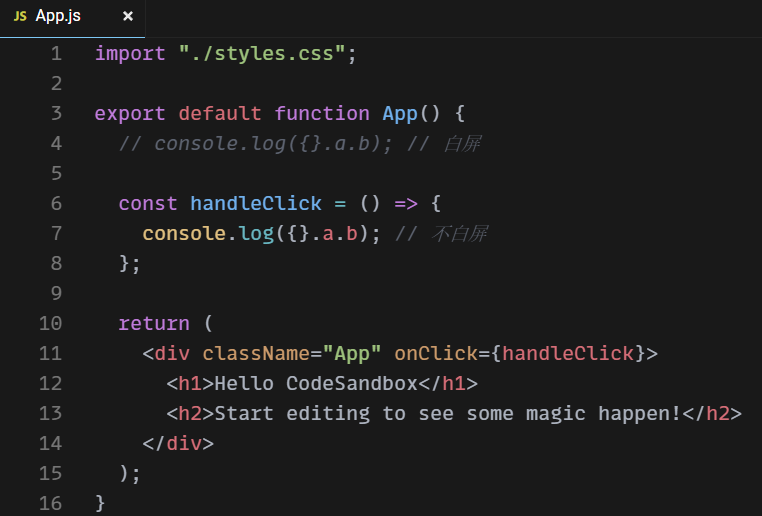 JS App.js ×
1 import "./styles.css";
2
3 export default function App() {
4 // console.log({}.a.b); // 白屏
5
6 const handleClick = () => {
7 console.log({}.a.b); // 不白屏
8 };
9
10 return (
11 <div className="App" onClick={handleClick}>
12 <h1>Hello CodeSandbox</h1>
13 <h2>Start editing to see some magic happen!</h2>
14 </div>
15 );
16 }